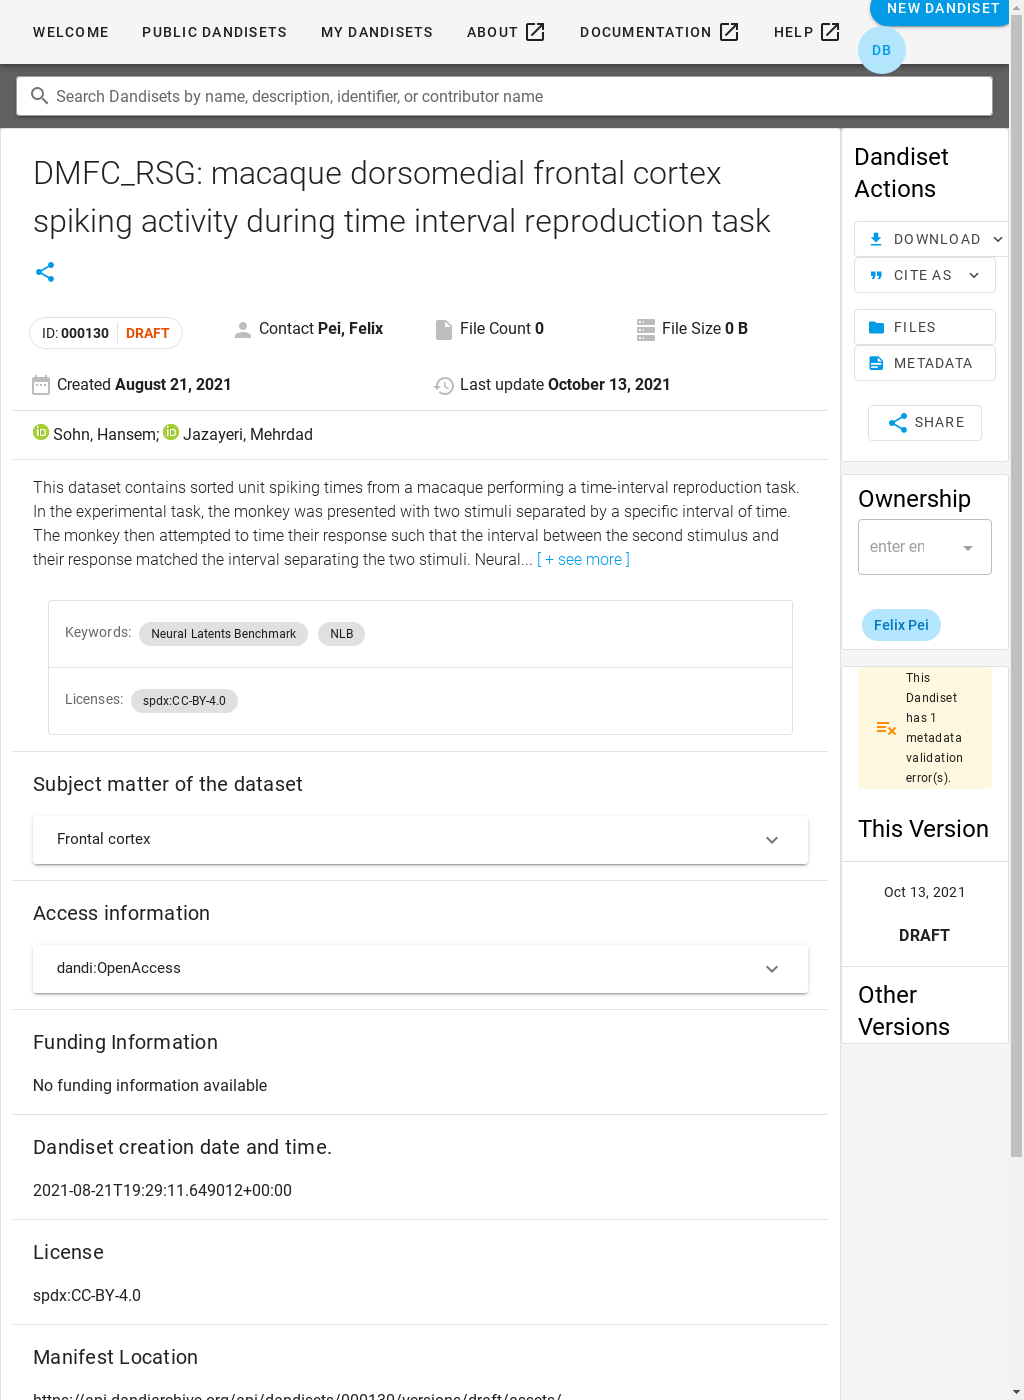 WELCOME PUBLIC DANDISETS MY DANDISETS ABOUT DOCUMENTATION HELP NEW DANDISET
DB
Search Dandisets by name, description, identifier, or contributor name
DMFC_RSG: macaque dorsomedial frontal cortex
spiking activity during time interval reproduction task
ID: 000130 DRAFT
Contact Pei, Felix
File Count 0
File Size 0 B
Created August 21, 2021
Last update October 13, 2021
Sohn, Hansem; Jazayeri, Mehrdad
This dataset contains sorted unit spiking times from a macaque performing a time-interval reproduction task.
In the experimental task, the monkey was presented with two stimuli separated by a specific interval of time.
The monkey then attempted to time their response such that the interval between the second stimulus and
their response matched the interval separating the two stimuli. Neural... [ + see more ]
Keywords: Neural Latents Benchmark NLB
Licenses: spdx:CC-BY-4.0
Subject matter of the dataset
Frontal cortex
Access information
dandi:OpenAccess
Funding Information
No funding information available
Dandiset creation date and time.
2021-08-21T19:29:11.649012+00:00
License
spdx:CC-BY-4.0
Manifest Location
https://api.dandiarchive.org/api/dandisets/000130/versions/draft/assets/
Dandiset
Actions
DOWNLOAD
CITE AS
FILES
METADATA
SHARE
Ownership
enter en
Felix Pei
This
Dandiset
has 1
metadata
validation
error(s).
This Version
Oct 13, 2021
DRAFT
Other
Versions